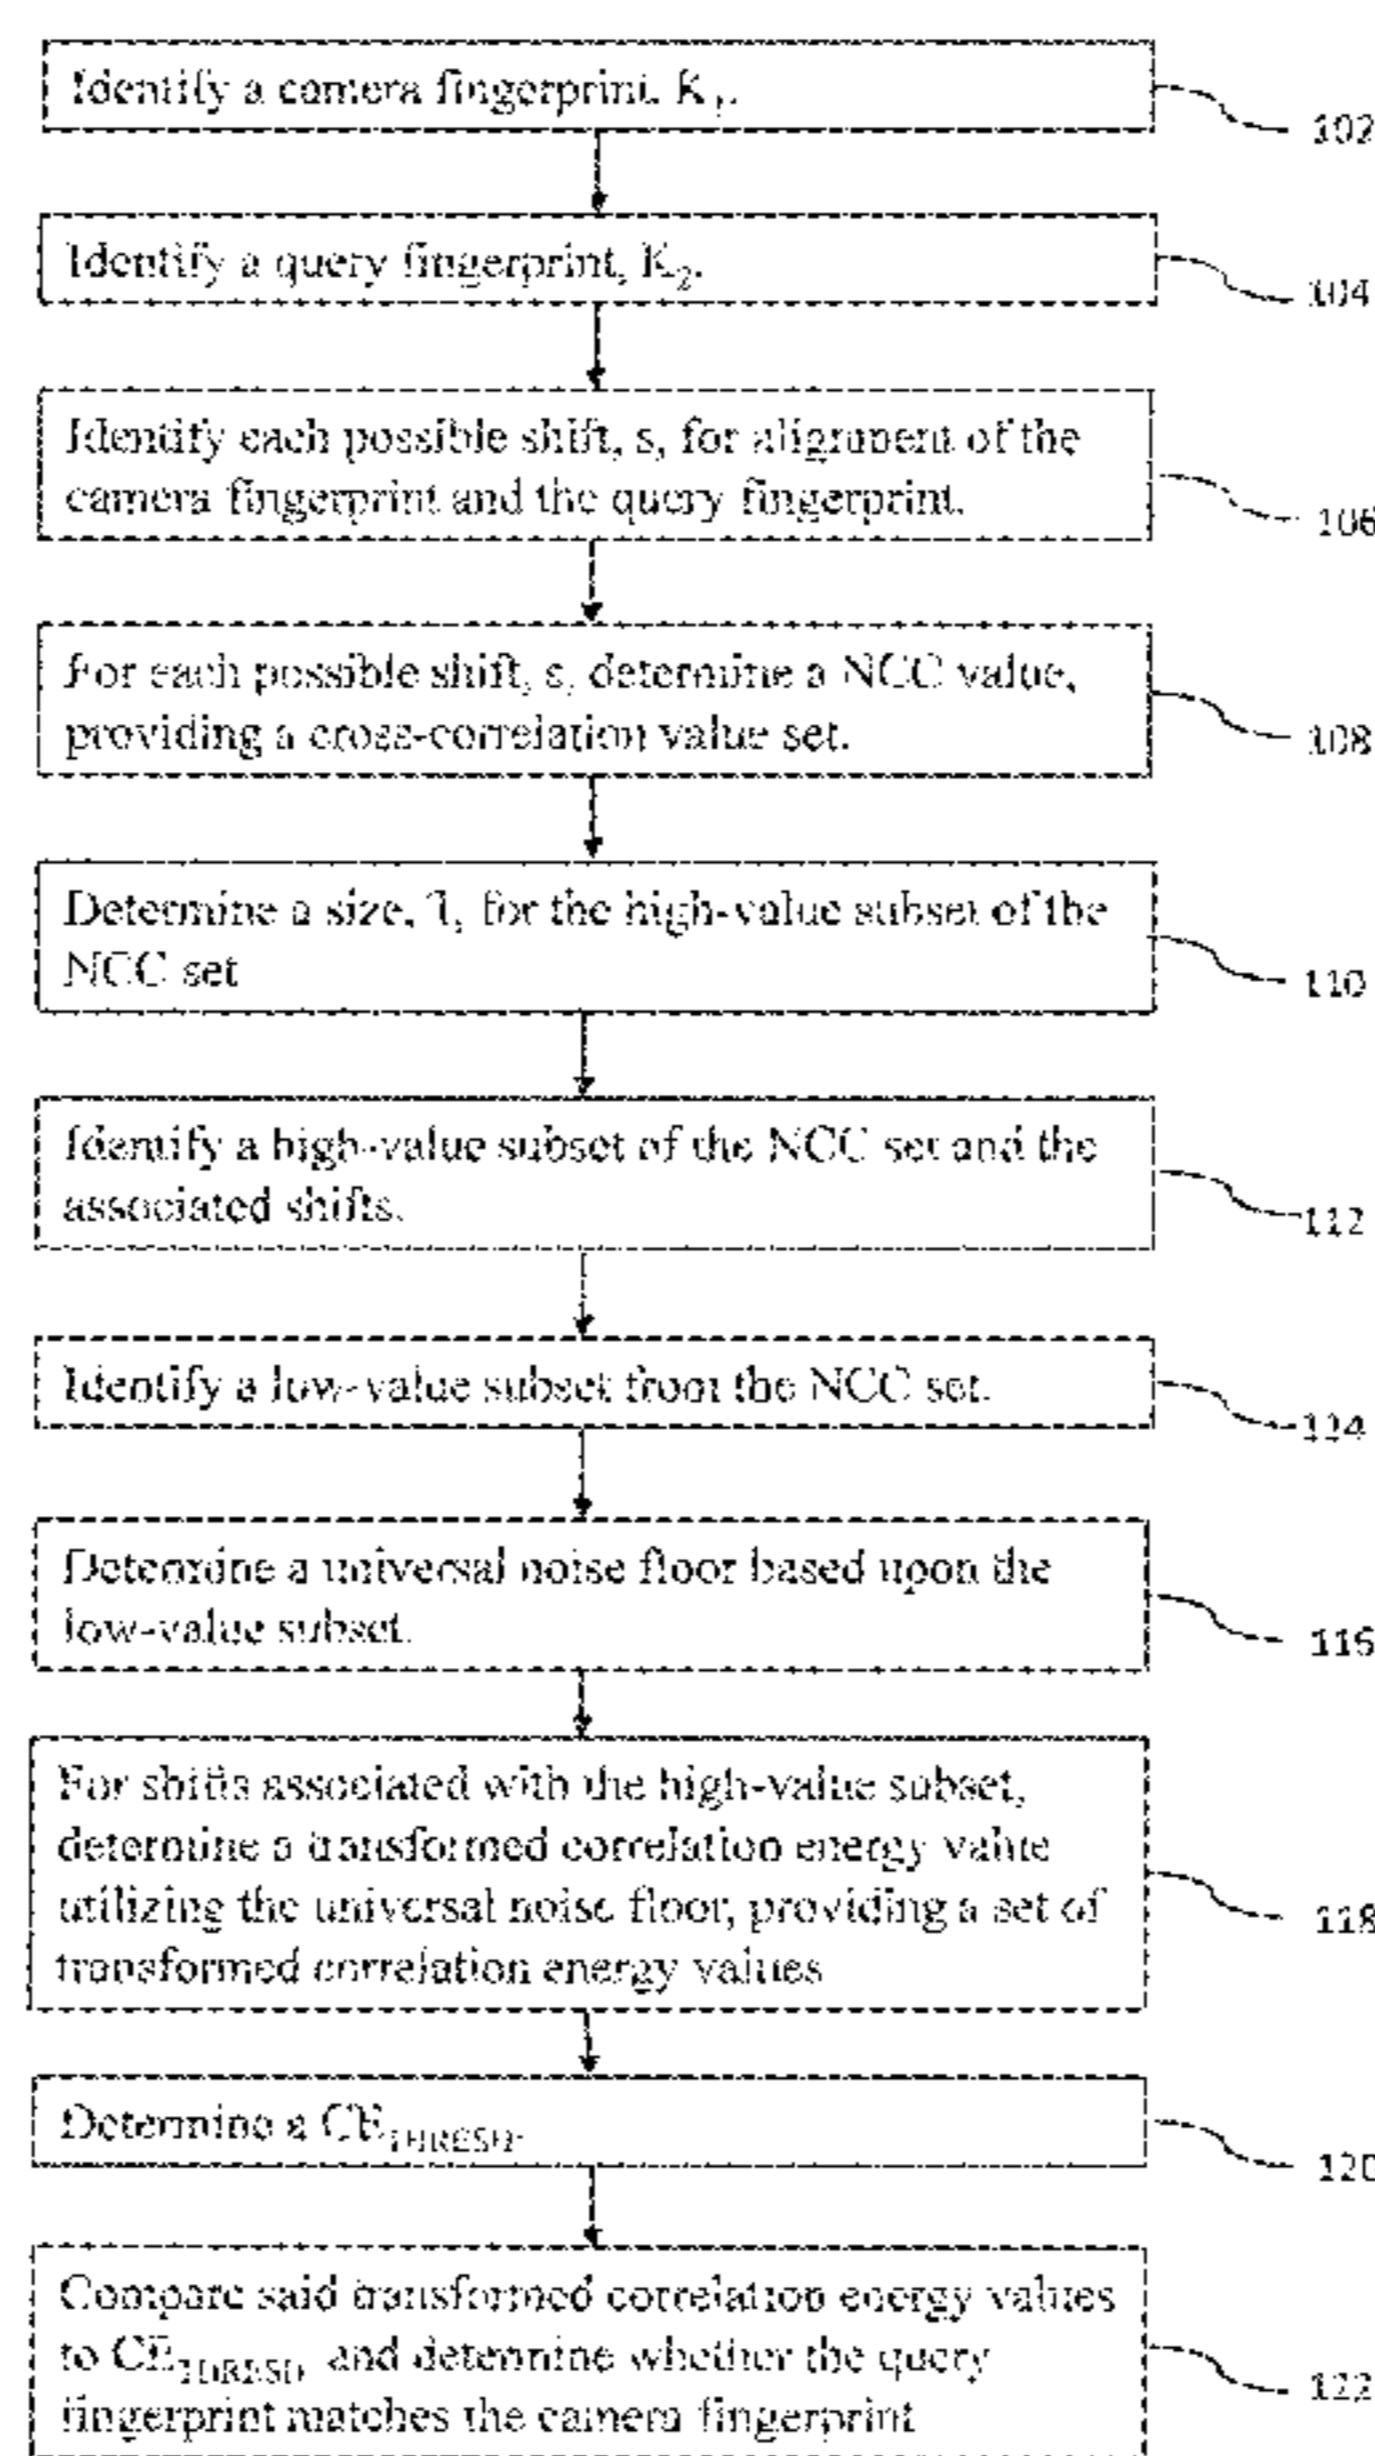 Identify a camera fingerprint, K₁.
102
Identify a query fingerprint, K₂.
104
Identify each possible shift, s, for alignment of the
camera fingerprint and the query fingerprint.
106
For each possible shift, s, determine a NCC value,
providing a cross-correlation value set.
108
Determine a size, for the high-value subset of the
NCC set
110
Identify a high-value subset of the NCC set and the
associated shifts.
112
Identify a low-value subset from the NCC set.
114
Determine a universal noise floor based upon the
low-value subset.
116
For shifts associated with the high-value subset,
determine a transformed correlation energy value
utilizing the universal noise floor, providing a set of
transformed correlation energy values
118
Determine a CE
120
Compare said transformed correlation energy values
to CE and determine whether the query
fingerprint matches the camera fingerprint
122